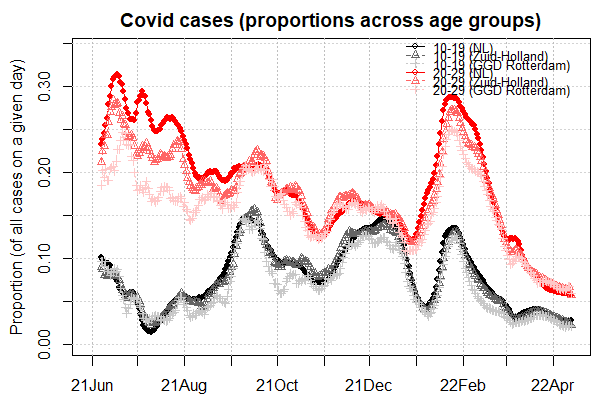 Covid cases (proportions across age groups)
10-19 (NL)
10-19 (Zuid-Holland)
10-19 (GGD Rotterdam)
20-29 (NL)
20-29 (Zuid-Holland)
20-29 (GGD Rotterdam)
Proportion (of all cases on a given day)
0.30
0.20
0.10
0.00
21Jun 21Aug 21Oct 21Dec 22Feb 22Apr